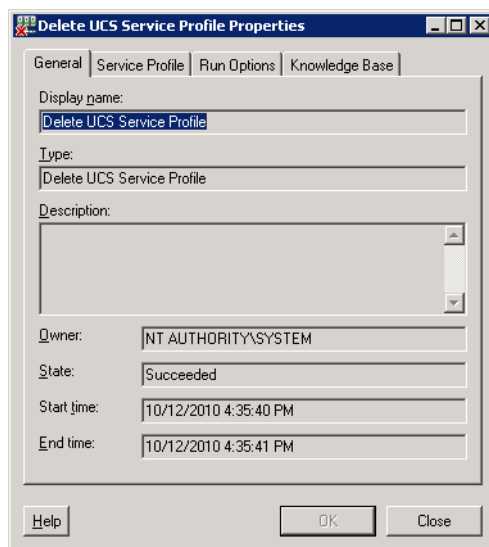 Delete UCS Service Profile Properties
General Service Profile Run Options Knowledge Base
Display name:
Delete UCS Service Profile
Type:
Delete UCS Service Profile
Description:
Owner: NT AUTHORITY\SYSTEM
State: Succeeded
Start time: 10/12/2010 4:35:40 PM
End time: 10/12/2010 4:35:41 PM
Help OK Close